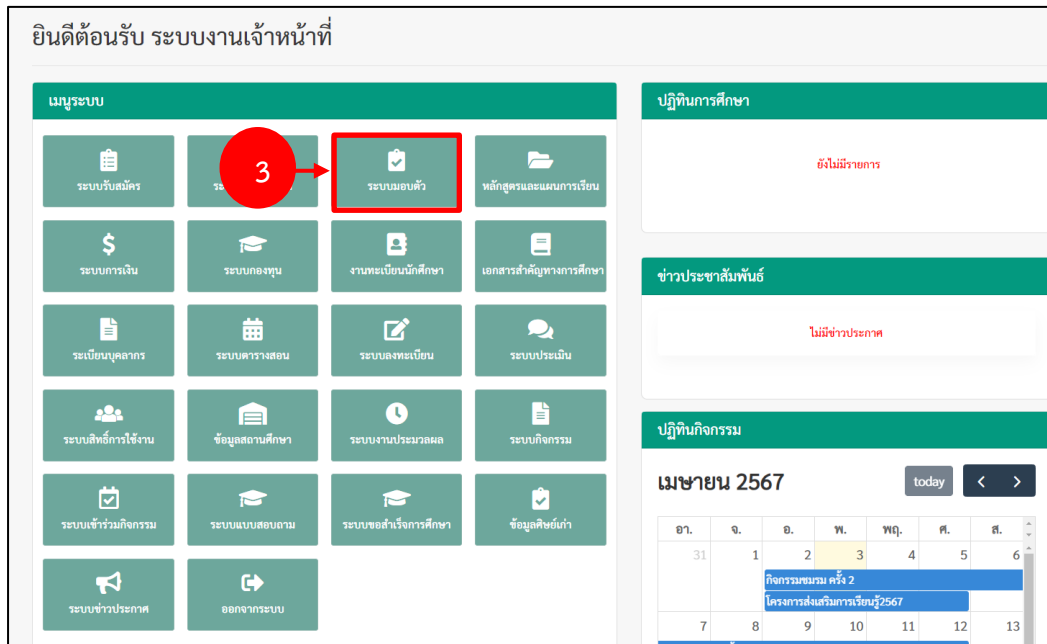 ยินดีต้อนรับ ระบบงานเจ้าหน้าที่
เมนูระบบ
ระบบรับสมัคร
3
ระบบมอบตัว
หลักสูตรและแผนการเรียน
ระบบการเงิน
ระบบกองทุน
งานทะเบียนนักศึกษา
เอกสารสำคัญทางการศึกษา
ระเบียนบุคลากร
ระบบตารางสอน
ระบบลงทะเบียน
ระบบประเมิน
ระบบสิทธิ์การใช้งาน
ข้อมูลสถานศึกษา
ระบบงานประมวลผล
ระบบกิจกรรม
ระบบเข้าร่วมกิจกรรม
ระบบแบบสอบถาม
ระบบขอสำเร็จการศึกษา
ข้อมูลศิษย์เก่า
ระบบข่าวประกาศ
ออกจากระบบ
ปฏิทินการศึกษา
ยังไม่มีรายการ
ข่าวประชาสัมพันธ์
ไม่มีข่าวประกาศ
ปฏิทินกิจกรรม
เมษายน 2567
today
อา. จ. อ. พ. พฤ. ศ. ส.
31 1 2 3 4 5 6
กิจกรรมชมรม ครั้ง 2
โครงการส่งเสริมการเรียนรู้2567
7 8 9 10 11 12 13